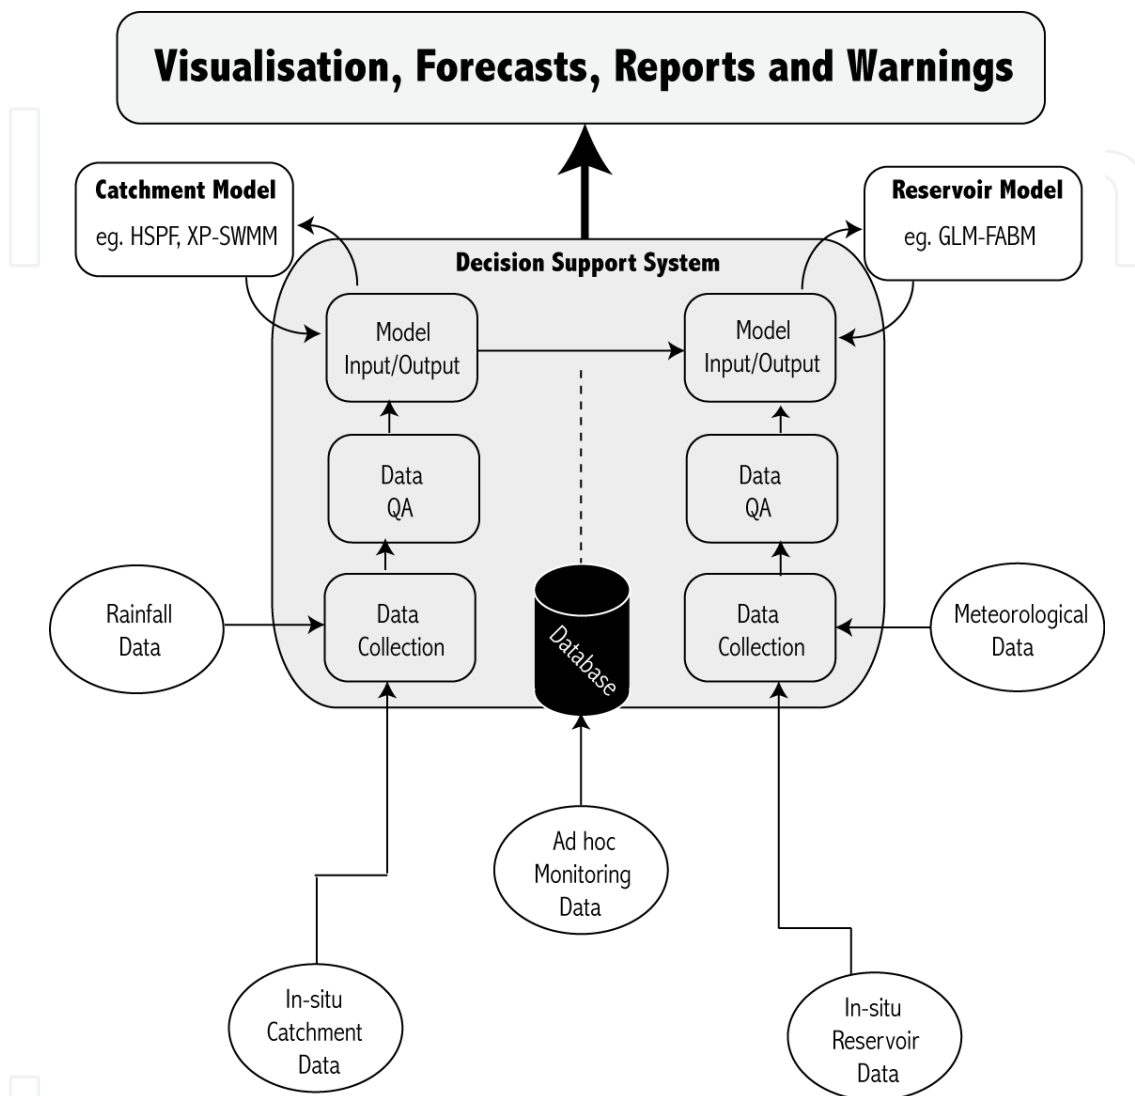 Visualisation, Forecasts, Reports and Warnings
Catchment Model
eg. HSPF, XP-SWMM
Reservoir Model
eg. GLM-FABM
Decision Support System
Model
Input/Output
Model
Input/Output
Data
QA
Data
QA
Rainfall
Data
Data
Collection
Database
Data
Collection
Meteorological
Data
Ad hoc
Monitoring
Data
In-situ
Catchment
Data
In-situ
Reservoir
Data